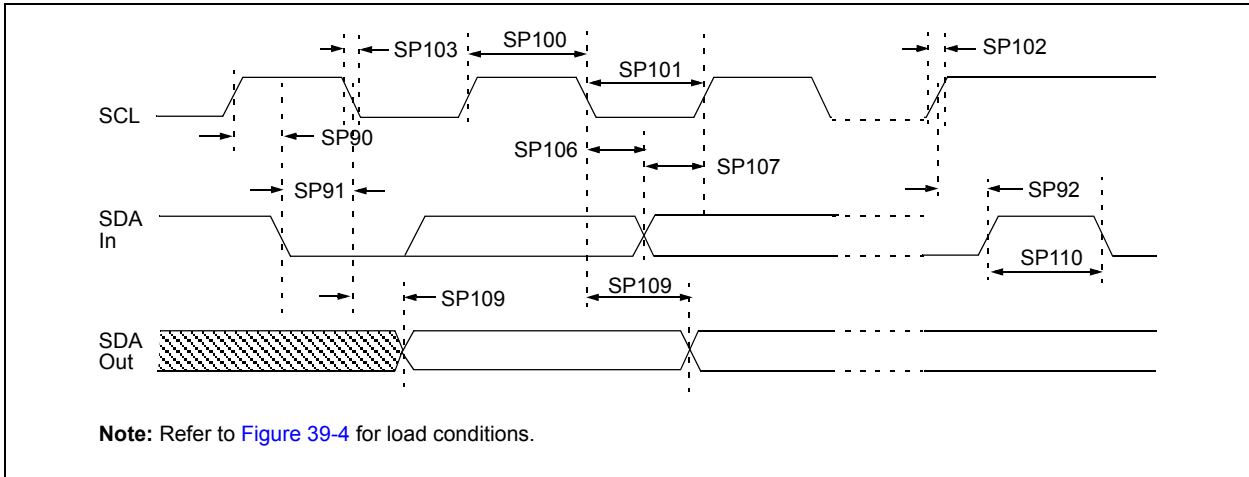 SP103
SP100
SP101
SP102
SCL
SP90
SP106
SP107
SP91
SP92
SDA
In
SP110
SP109
SP109
SDA
Out
Note: Refer to Figure 39-4 for load conditions.